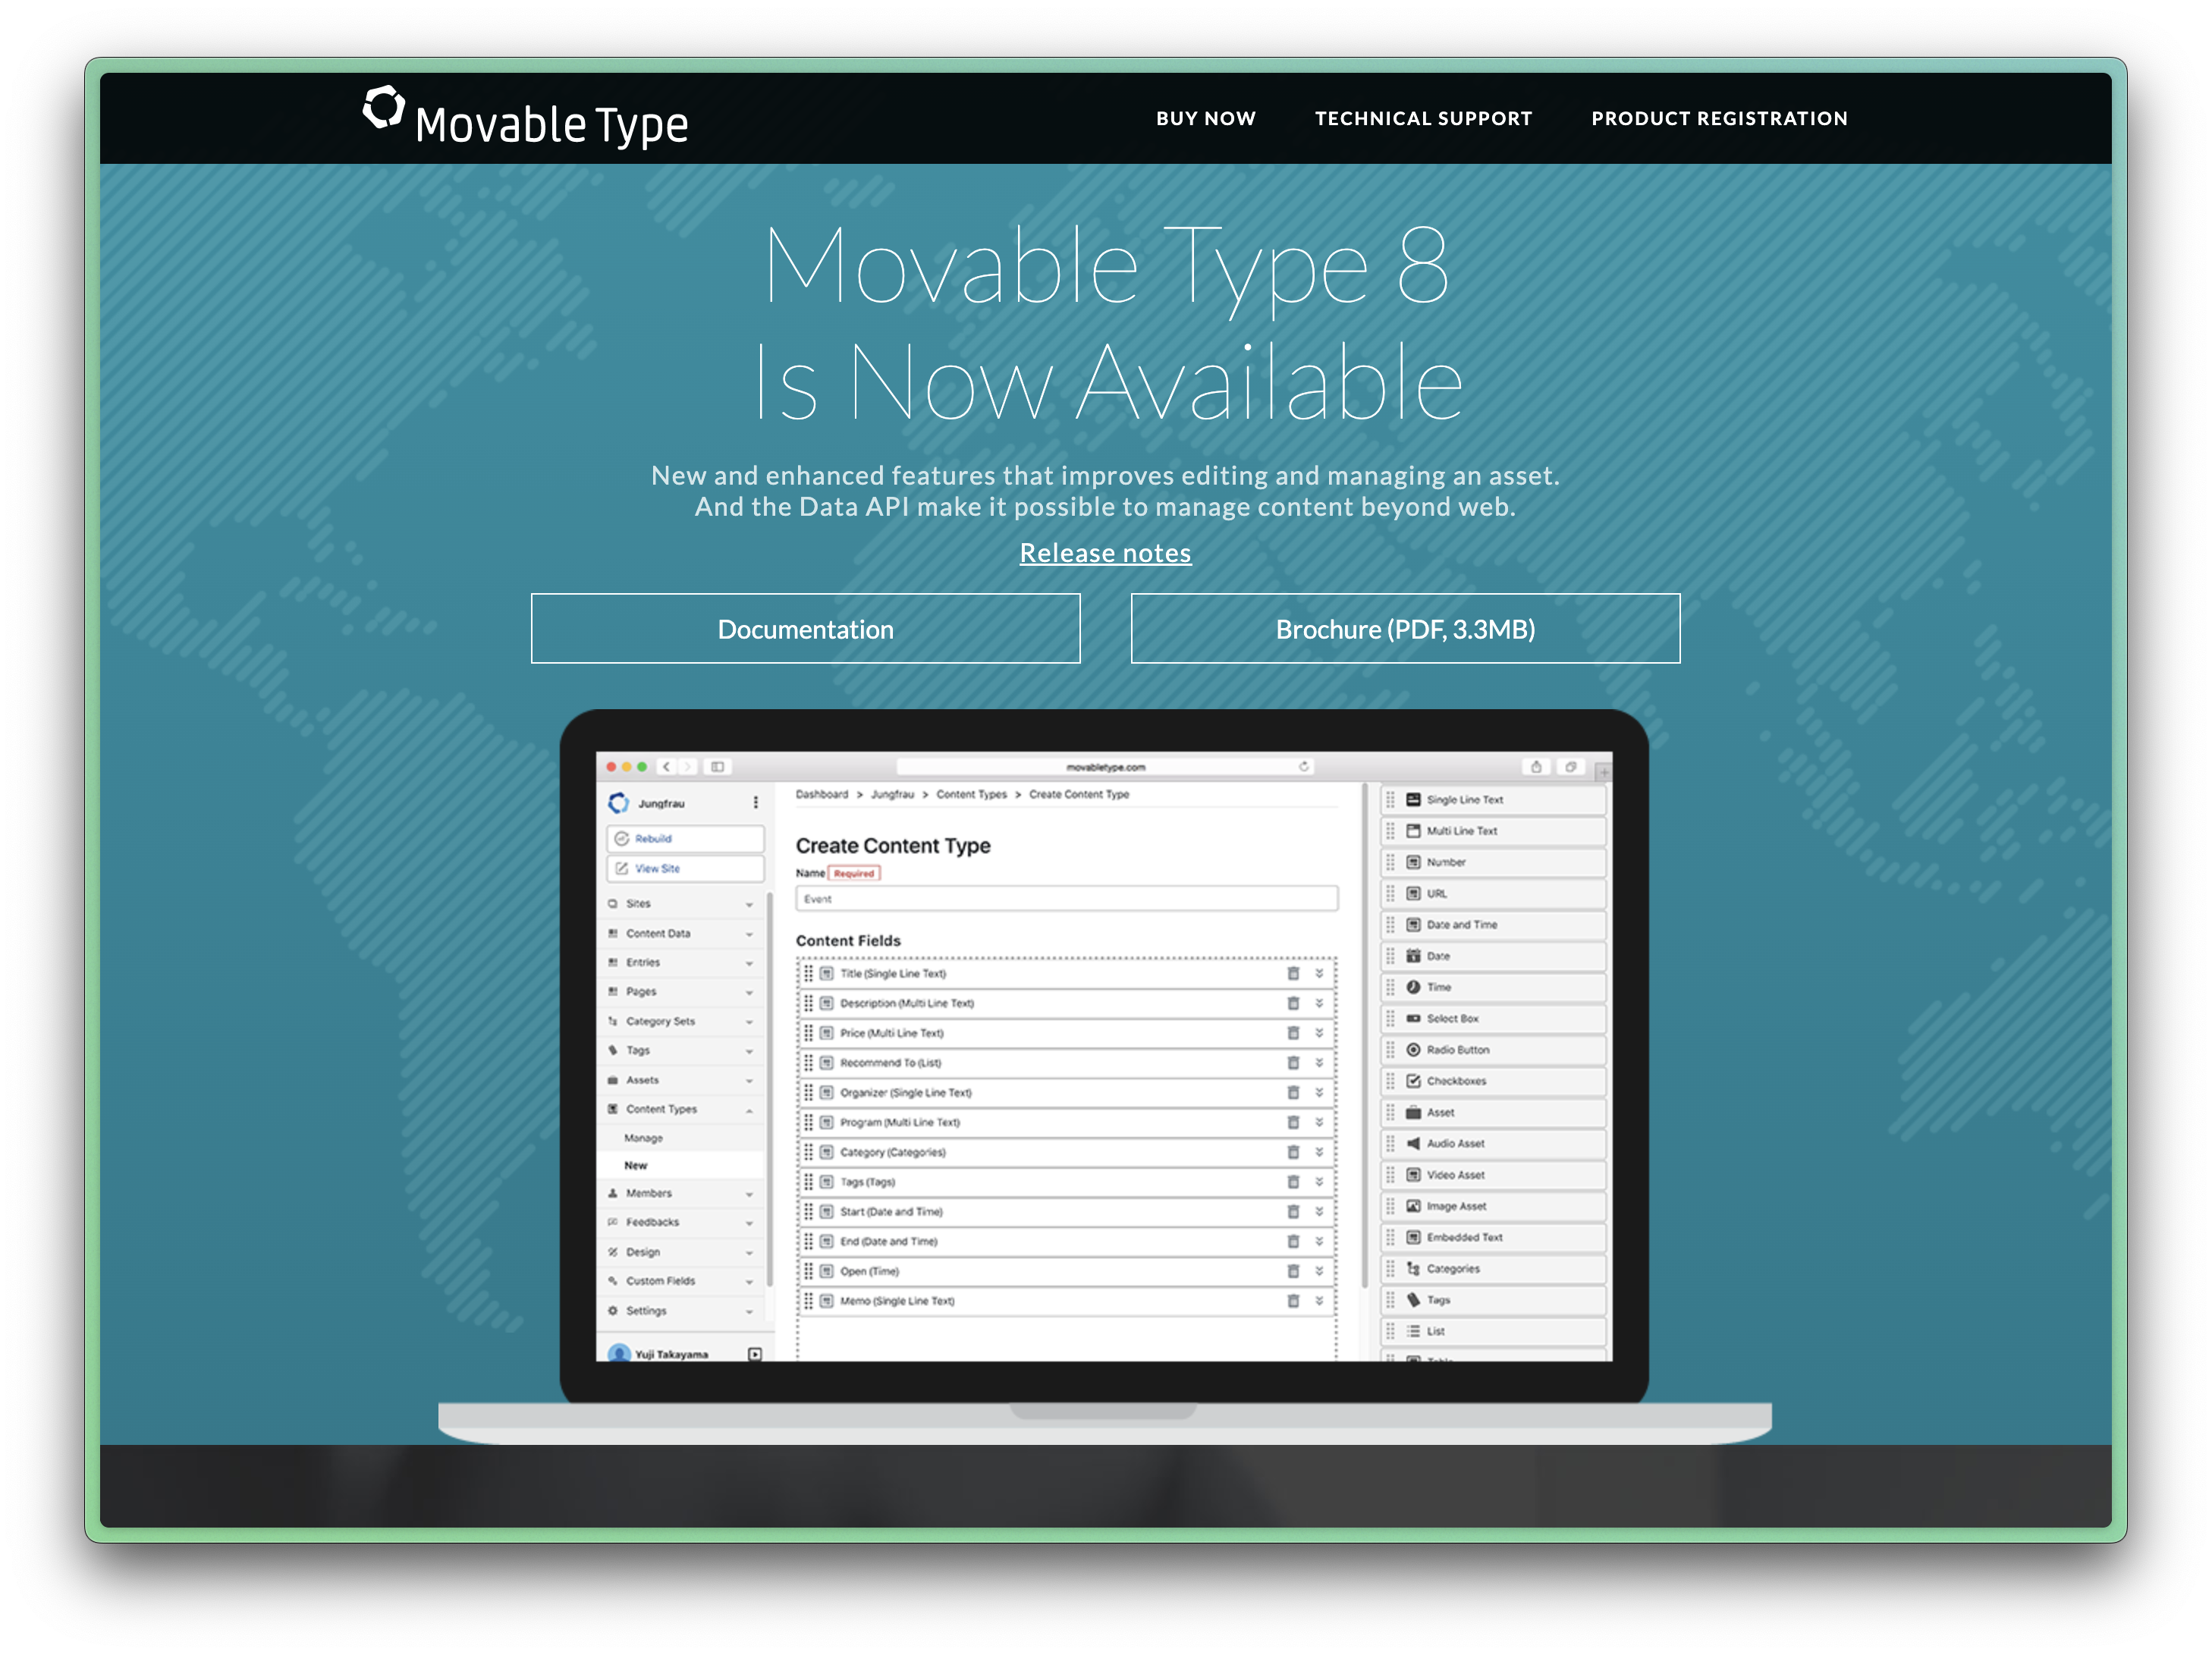 Movable Type
BUY NOW
TECHNICAL SUPPORT
PRODUCT REGISTRATION
Movable Type 8
Is Now Available
New and enhanced features that improves editing and managing an asset.
And the Data API make it possible to manage content beyond web.
Release notes
Documentation
Brochure (PDF, 3.3MB)
movabletype.com
Jungfrau
Rebuild
View Site
Sites
Content Data
Entries
Pages
Category Sets
Tags
Assets
Content Types
Manage
New
Members
Feedbacks
Design
Custom Fields
Settings
Yuji Takayama
Dashboard > Jungfrau > Content Types > Create Content Type
Create Content Type
Name Required
Event
Content Fields
Title (Single Line Text)
Description (Multi Line Text)
Price (Multi Line Text)
Recommend To (List)
Organizer (Single Line Text)
Program (Multi Line Text)
Category (Categories)
Tags (Tags)
Start (Date and Time)
End (Date and Time)
Open (Time)
Memo (Single Line Text)
Single Line Text
Multi Line Text
Number
URL
Date and Time
Date
Time
Select Box
Radio Button
Checkboxes
Asset
Audio Asset
Video Asset
Image Asset
Embedded Text
Categories
Tags
List